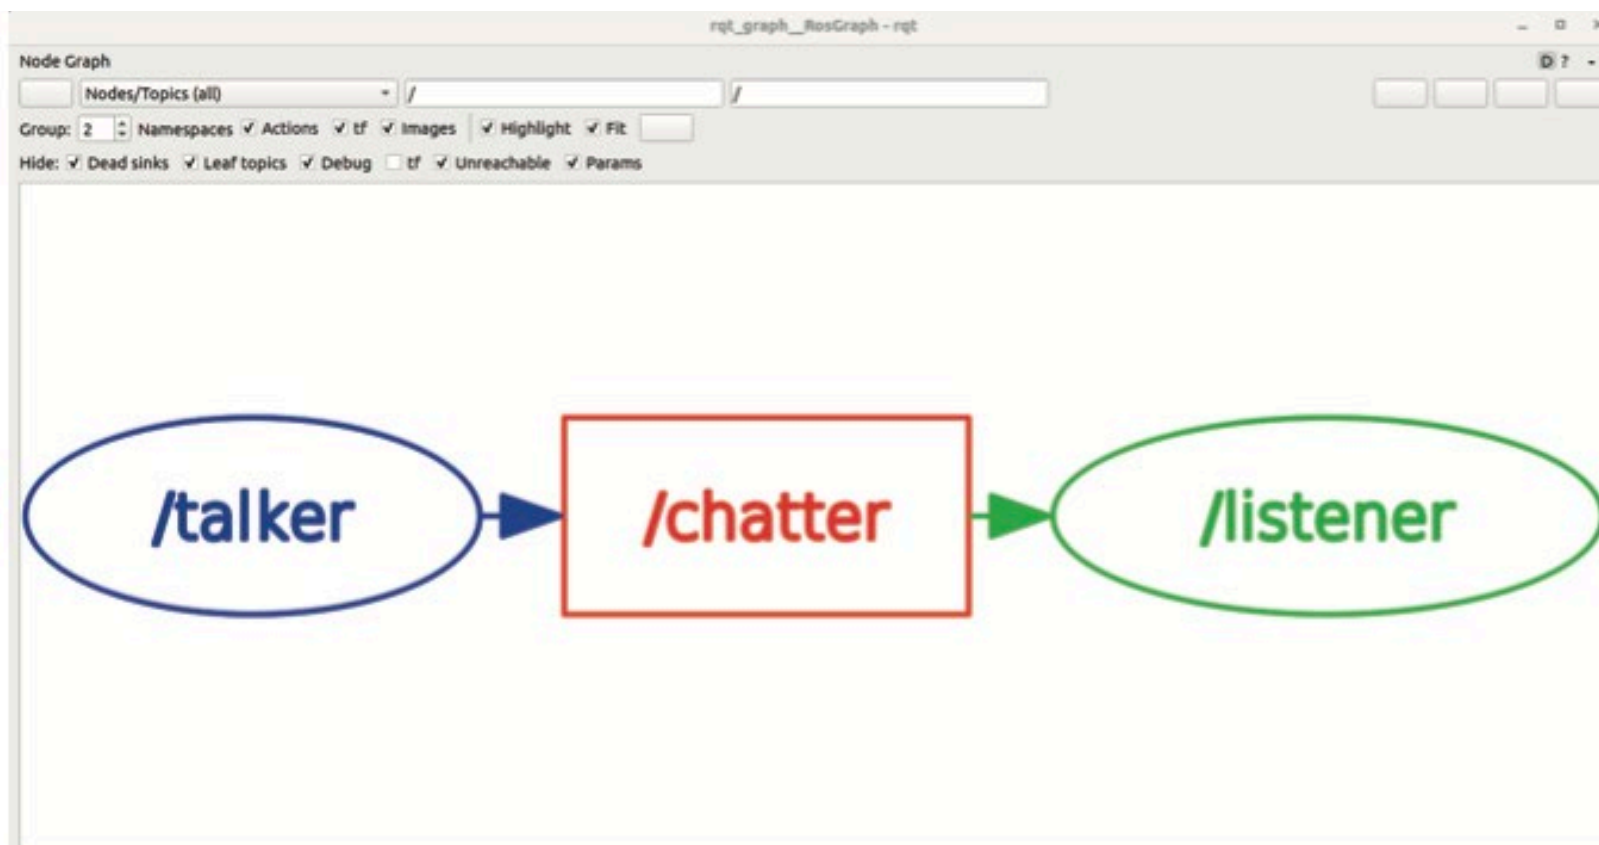 rqt_graph__RosGraph - rqt
Node Graph
D ? -
Nodes/Topics (all) / /
Group: 2 Namespaces Actions tf Images Highlight Fit
Hide: Dead sinks Leaf topics Debug tf Unreachable Params
/talker /chatter /listener